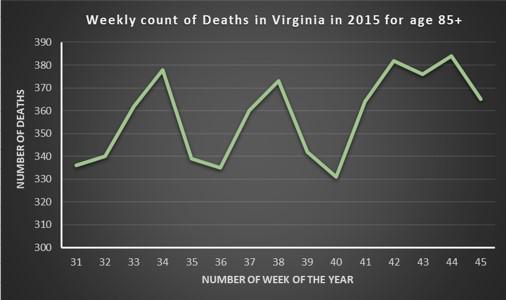 Weekly count of Deaths in Virginia in 2015 for age 85+
NUMBER OF DEATHS
390
380
370
360
350
340
330
320
310
300
31 32 33 34 35 36 37 38 39 40 41 42 43 44 45
NUMBER OF WEEK OF THE YEAR